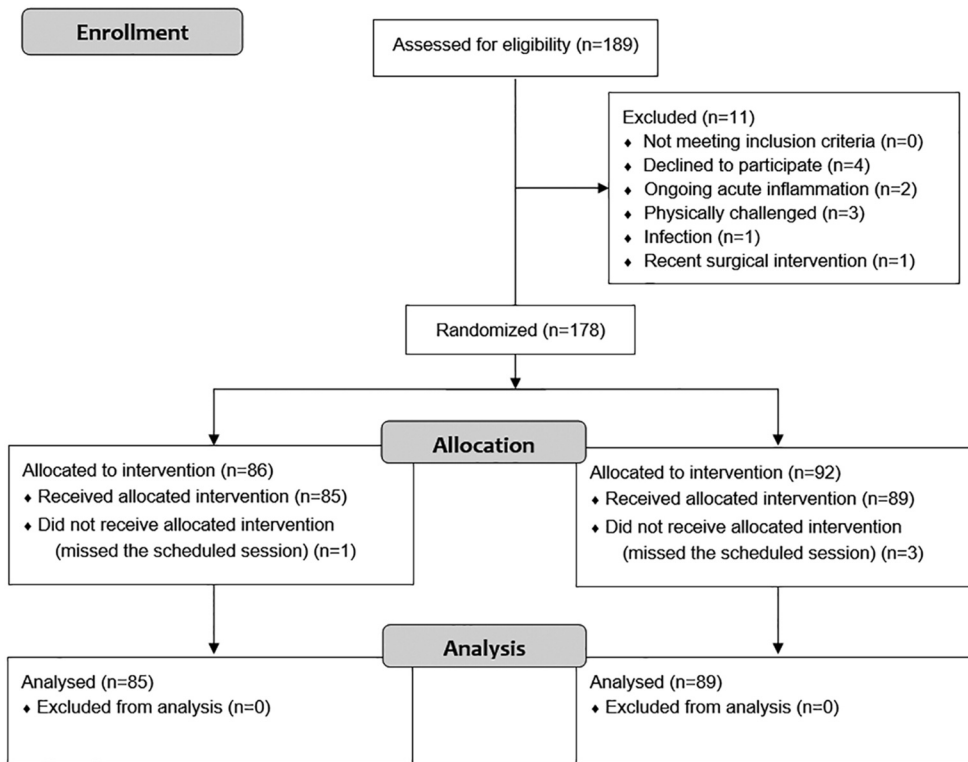 Enrollment
Assessed for eligibility (n=189)
Excluded (n=11)
♦ Not meeting inclusion criteria (n=0)
♦ Declined to participate (n=4)
♦ Ongoing acute inflammation (n=2)
♦ Physically challenged (n=3)
♦ Infection (n=1)
♦ Recent surgical intervention (n=1)
Randomized (n=178)
Allocation
Allocated to intervention (n=86)
♦ Received allocated intervention (n=85)
♦ Did not receive allocated intervention
(missed the scheduled session) (n=1)
Allocated to intervention (n=92)
♦ Received allocated intervention (n=89)
♦ Did not receive allocated intervention
(missed the scheduled session) (n=3)
Analysis
Analysed (n=85)
♦ Excluded from analysis (n=0)
Analysed (n=89)
♦ Excluded from analysis (n=0)